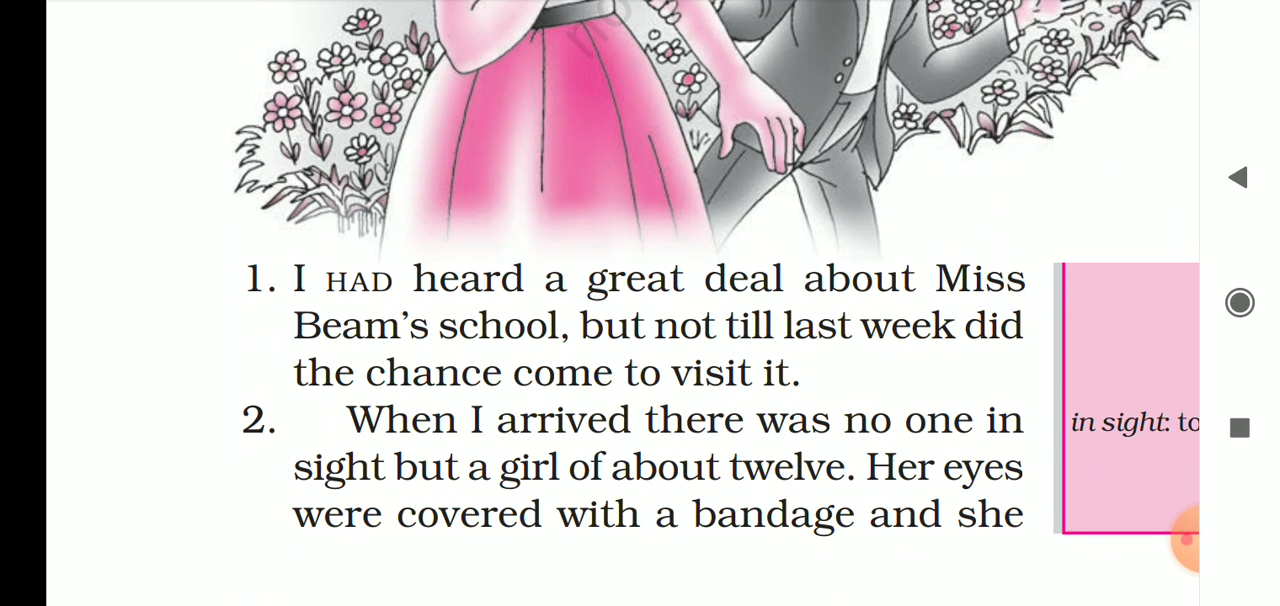 1. I HAD heard a great deal about Miss
Beam's school, but not till last week did
the chance come to visit it.
2. When I arrived there was no one in
sight but a girl of about twelve. Her eyes
were covered with a bandage and she
in sight: to